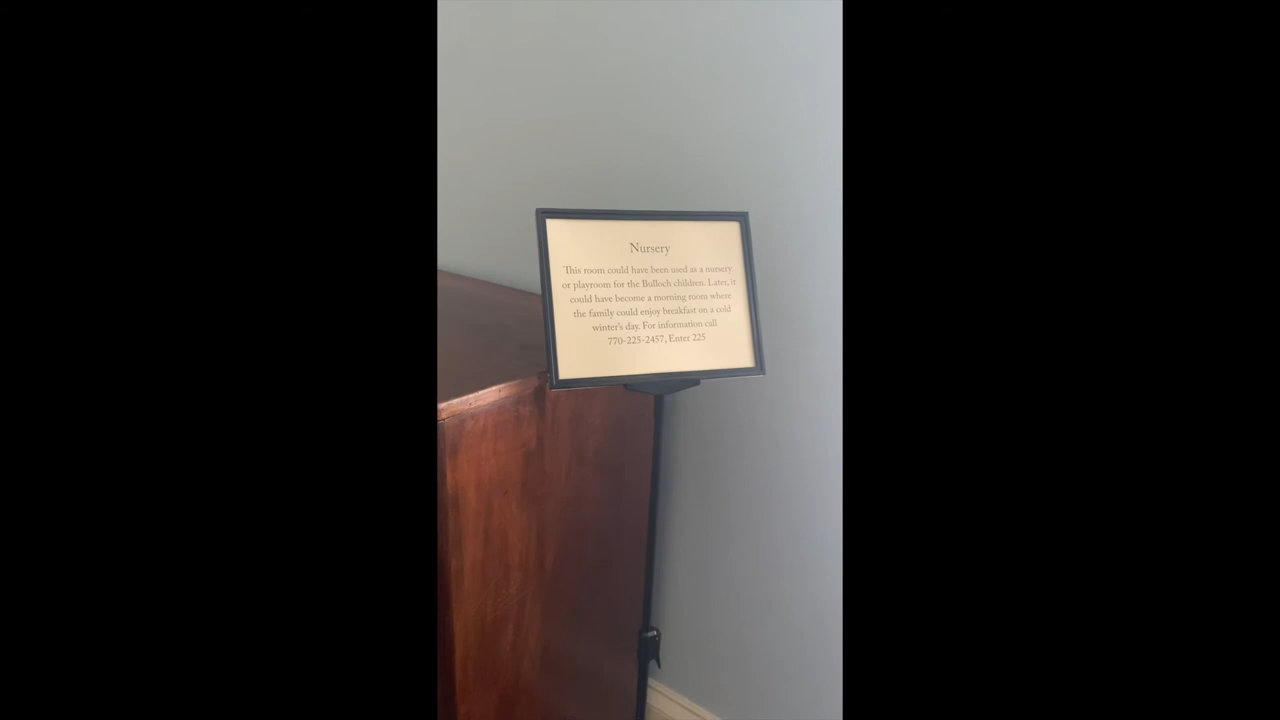 Nursery
This room could have been used as a nursery
or playroom for the Bulloch children. Later, it
could have become a morning room where
the family could enjoy breakfast on a cold
winter's day. For information call
770-225-2457, Enter 225